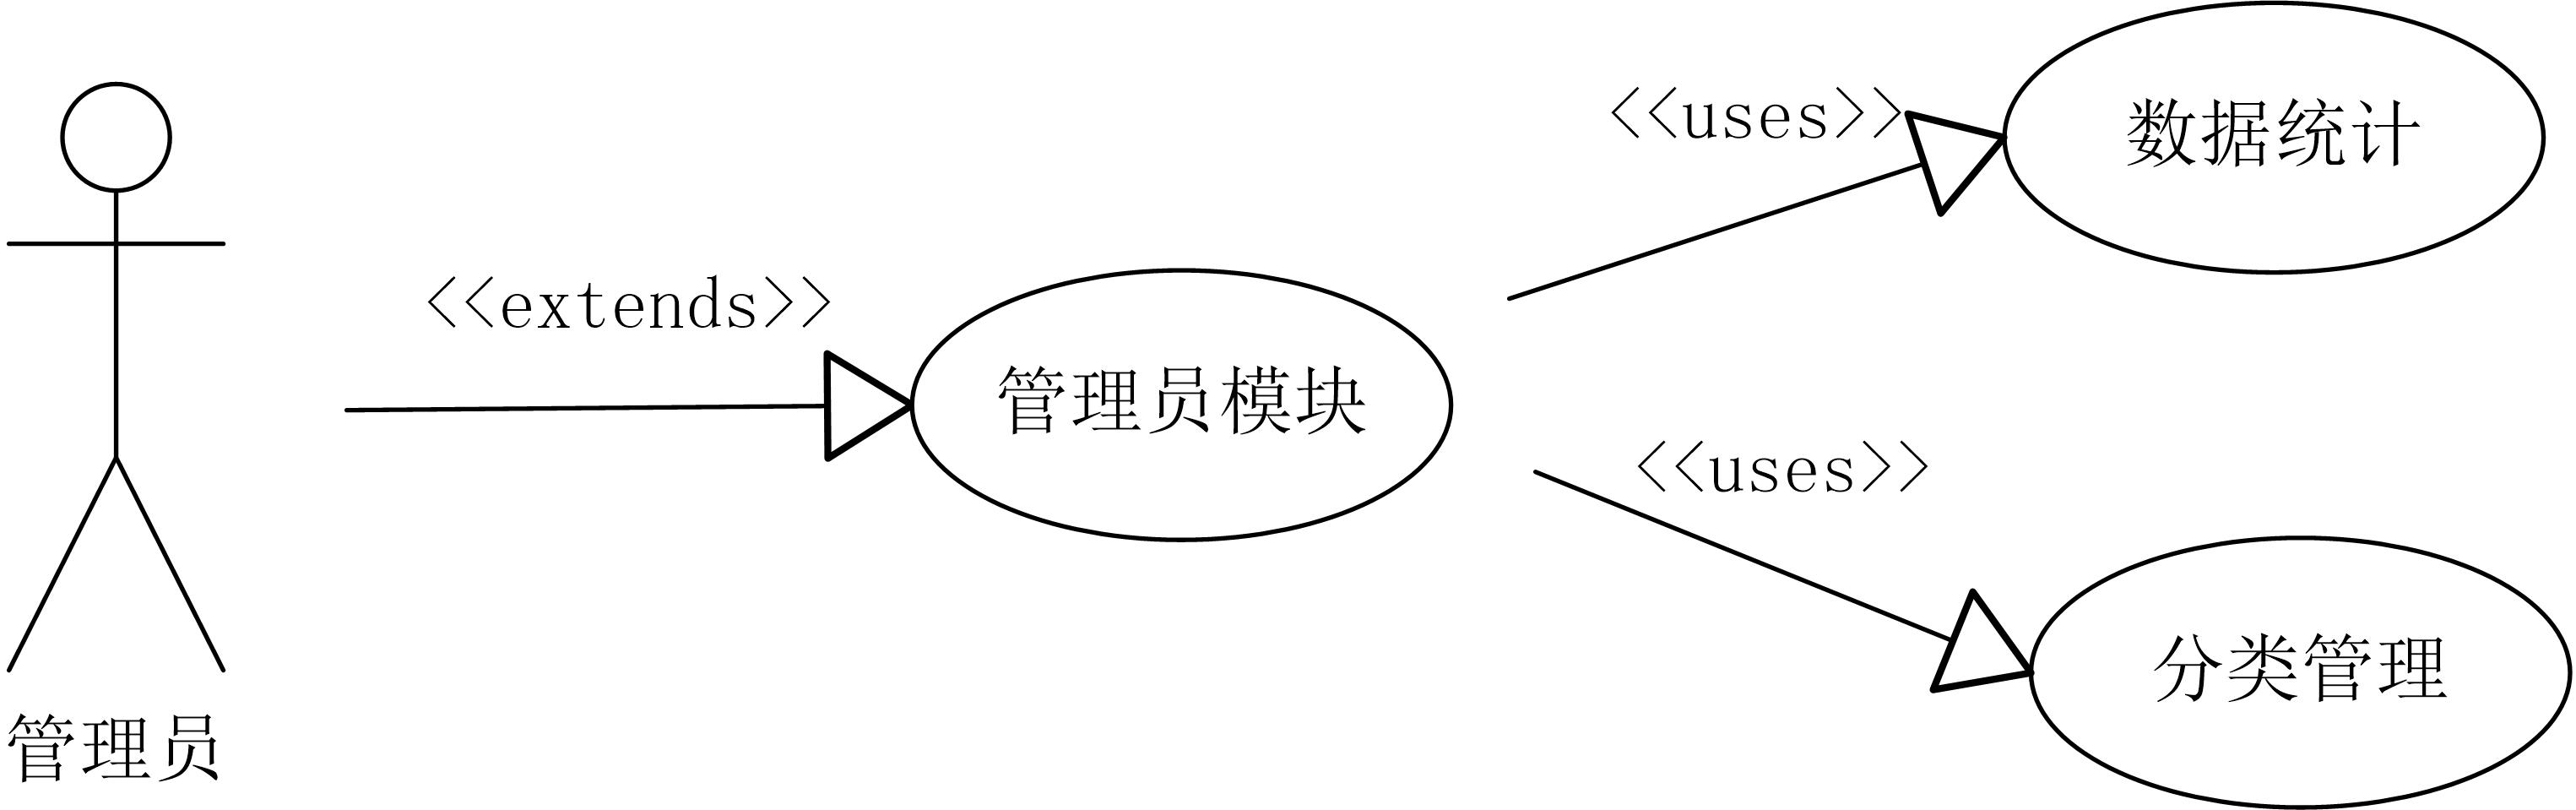 管理员
<<extends>>
管理员模块
<<uses>>
数据统计
<<uses>>
分类管理